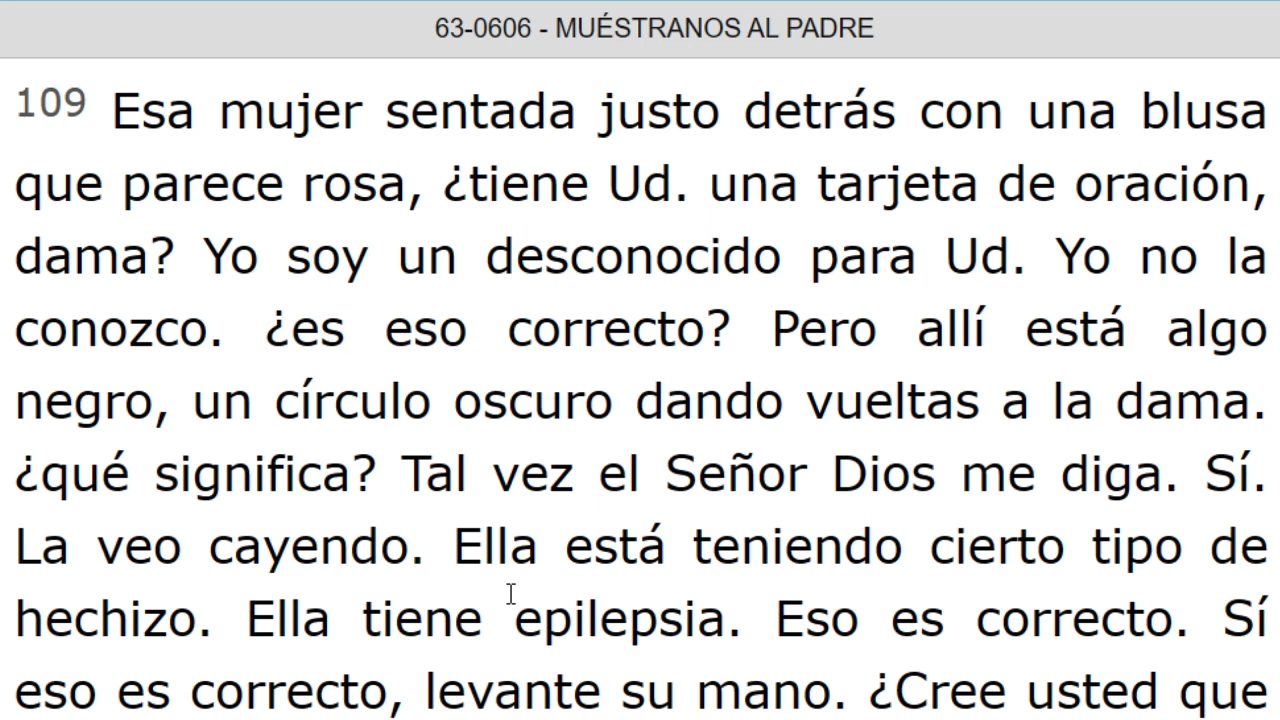 63-0606 - MUÉSTRANOS AL PADRE
109 Esa mujer sentada justo detrás con una blusa
que parece rosa, ¿tiene Ud. una tarjeta de oración,
dama? Yo soy un desconocido para Ud. Yo no la
conozco. ¿es eso correcto? Pero allí está algo
negro, un círculo oscuro dando vueltas a la dama.
¿qué significa? Tal vez el Señor Dios me diga. Sí.
La veo cayendo. Ella está teniendo cierto tipo de
hechizo. Ella tiene epilepsia. Eso es correcto. Sí
eso es correcto, levante su mano. ¿Cree usted que